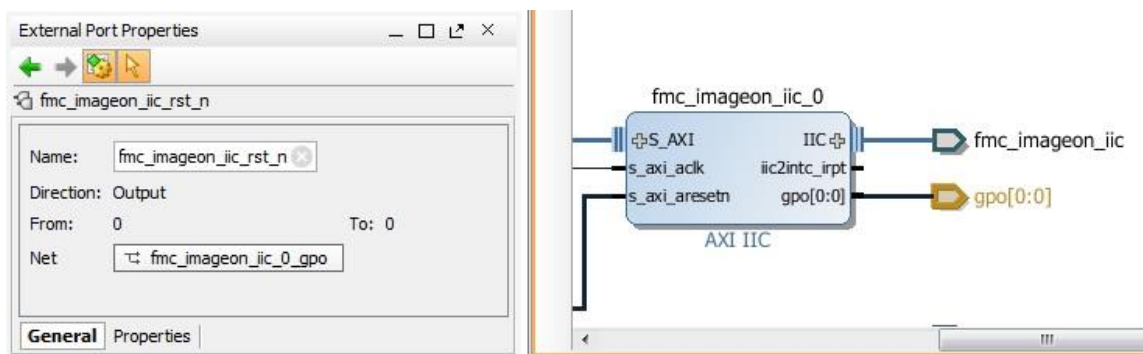 External Port Properties
fmc_imageon_iic_rst_n
Name: fmc_imageon_iic_rst_n
Direction: Output
From: 0 To: 0
Net fmc_imageon_iic_0_gpo
General Properties
fmc_imageon_iic_0
S_AXI IIC
s_axi_aclk iic2intc_irpt
s_axi_aresetn gpo[0:0]
AXI IIC
fmc_imageon_iic
gpo[0:0]